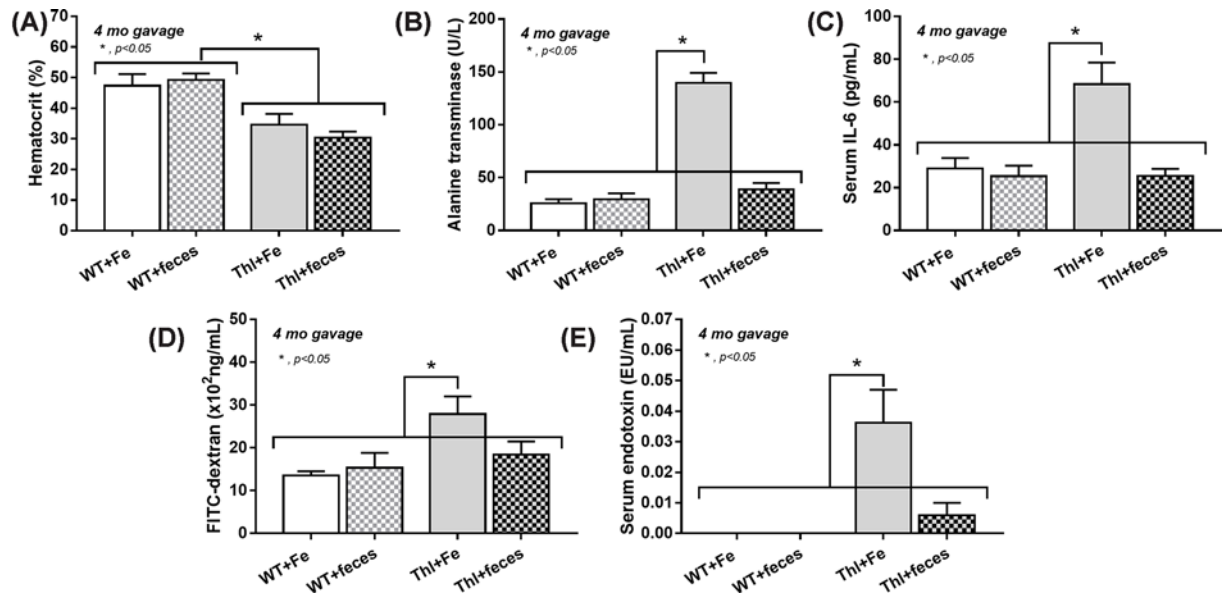 (A)
4 mo gavage
*, p<0.05
*
Hematocrit (%)
70
60
50
40
30
20
10
0
WT+Fe
WT+feces
Thl+Fe
Thl+feces
(B)
4 mo gavage
*, p<0.05
*
Alanine transminase (U/L)
200
150
100
50
0
WT+Fe
WT+feces
Thl+Fe
Thl+feces
(C)
4 mo gavage
*, p<0.05
*
Serum IL-6 (pg/mL)
100
80
60
40
20
0
WT+Fe
WT+feces
Thl+Fe
Thl+feces
(D)
4 mo gavage
*, p<0.05
*
FITC-dextran (x10²ng/mL)
50
40
30
20
10
0
WT+Fe
WT+feces
Thl+Fe
Thl+feces
(E)
4 mo gavage
*, p<0.05
*
Serum endotoxin (EU/mL)
0.07
0.06
0.05
0.04
0.03
0.02
0.01
0.00
WT+Fe
WT+feces
Thl+Fe
Thl+feces